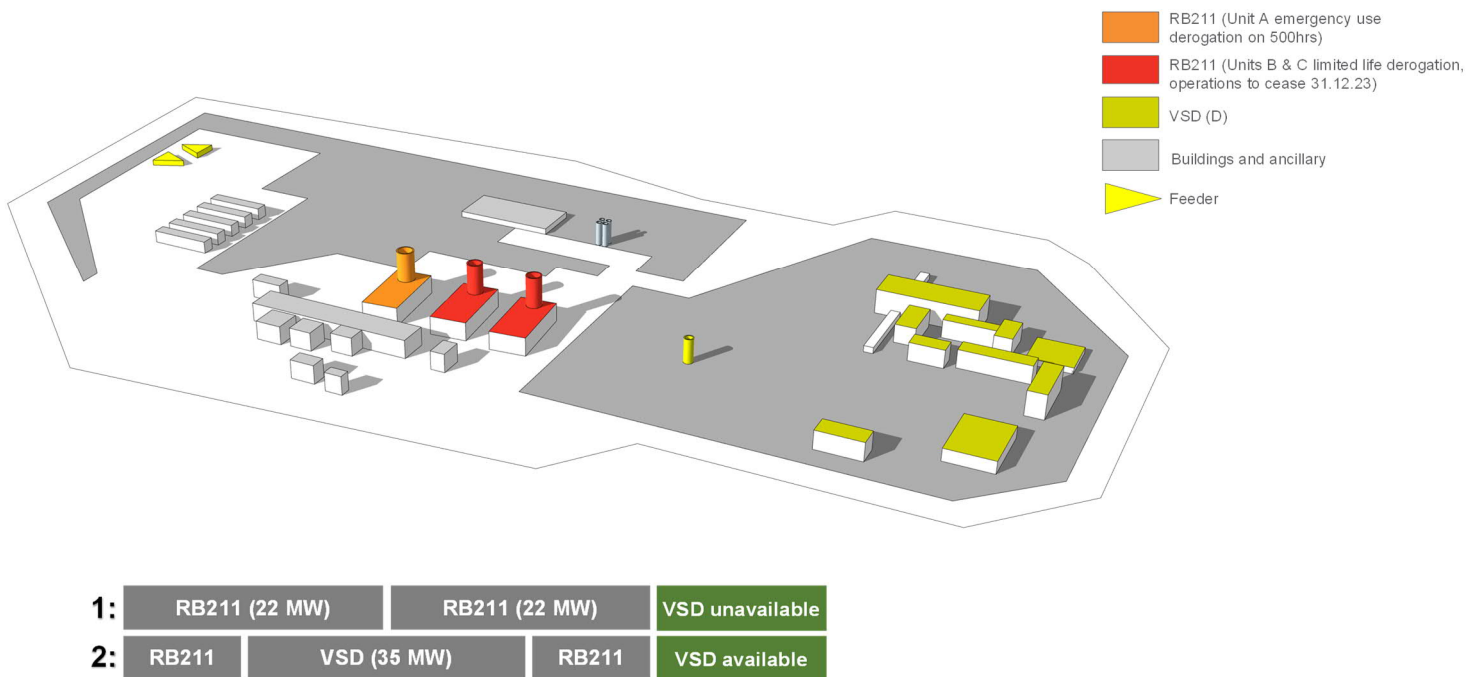 RB211 (Unit A emergency use
derogation on 500hrs)
RB211 (Units B & C limited life derogation,
operations to cease 31.12.23)
VSD (D)
Buildings and ancillary
Feeder
1: RB211 (22 MW) RB211 (22 MW) VSD unavailable
2: RB211 VSD (35 MW) RB211 VSD available